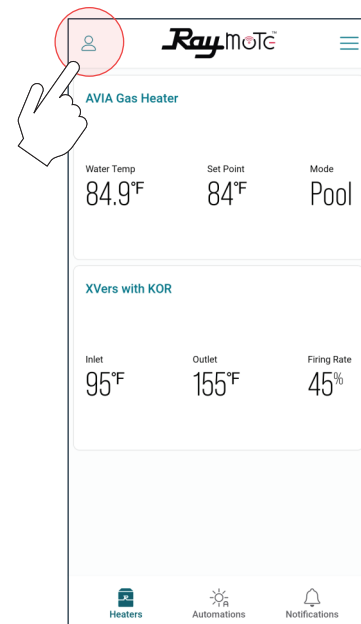 Raymote™
AVIA Gas Heater
Water Temp Set Point Mode
84.9°F 84°F Pool
XVers with KOR
Inlet Outlet Firing Rate
95°F 155°F 45%
R
A
Heaters Automations Notifications